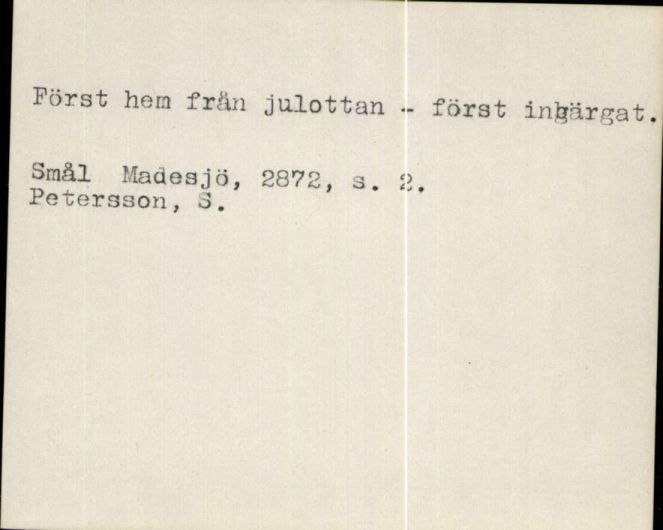 Först hem från julottan - först inbärgat.
Smål Madesjö, 2872, s. 2.
Petersson, S.